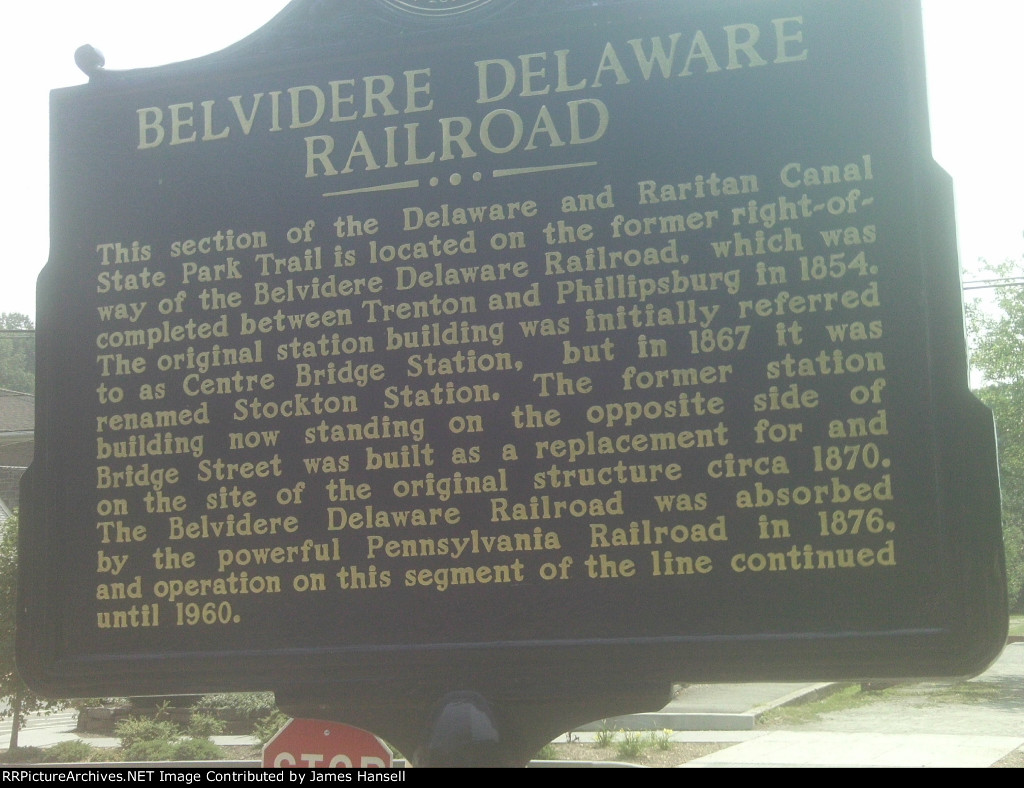 BELVIDERE DELAWARE
RAILROAD
This section of the Delaware and Raritan Canal
State Park Trail is located on the former right-of-
way of the Belvidere Delaware Railroad, which was
completed between Trenton and Phillipsburg in 1854.
The original station building was initially referred
to as Centre Bridge Station, but in 1867 it was
renamed Stockton Station. The former station
building now standing on the opposite side of
Bridge Street was built as a replacement for and
on the site of the original structure circa 1870.
The Belvidere Delaware Railroad was absorbed
by the powerful Pennsylvania Railroad in 1876,
and operation on this segment of the line continued
until 1960.
STOP
RRPictureArchives.NET Image Contributed by James Hansell